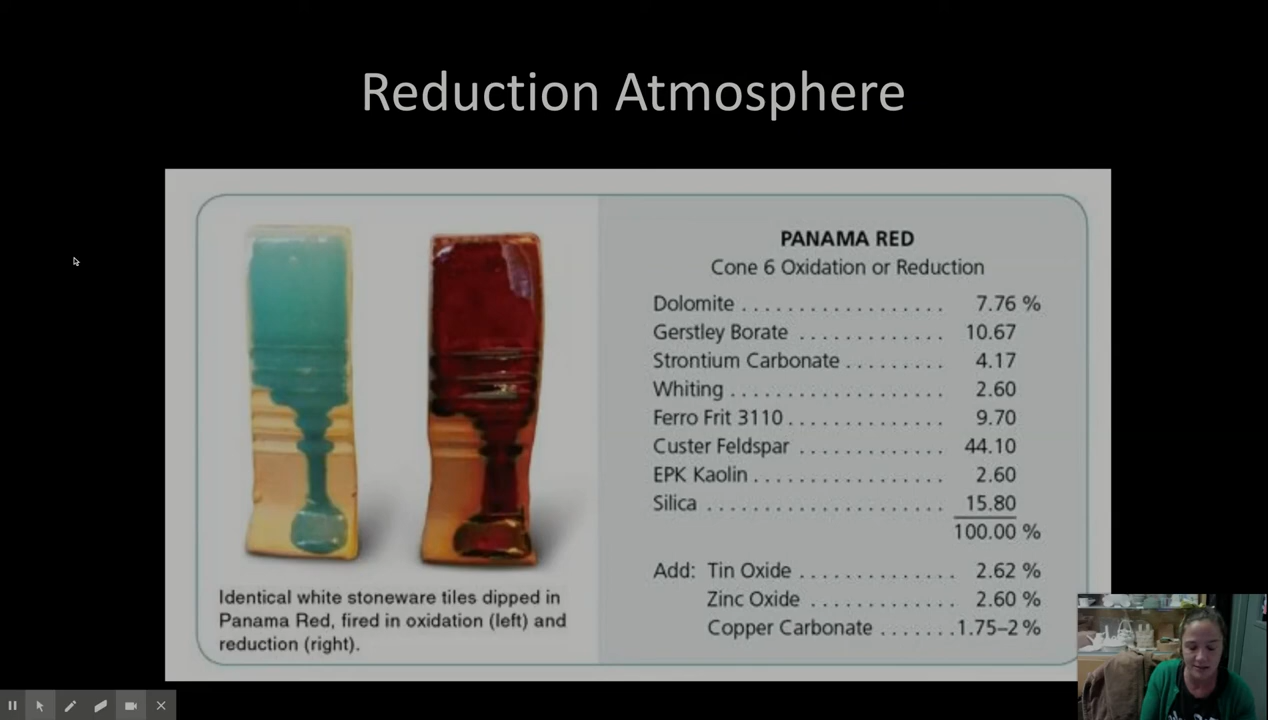 Reduction Atmosphere
PANAMA RED
Cone 6 Oxidation or Reduction
Dolomite . . . . . . . . . . . . . . . . . . 7.76 %
Gerstley Borate . . . . . . . . . . . . . 10.67
Strontium Carbonate . . . . . . . . . 4.17
Whiting . . . . . . . . . . . . . . . . . . . 2.60
Ferro Frit 3110 . . . . . . . . . . . . . . 9.70
Custer Feldspar . . . . . . . . . . . . . 44.10
EPK Kaolin . . . . . . . . . . . . . . . . . 2.60
Silica . . . . . . . . . . . . . . . . . . . . . 15.80
100.00 %
Add: Tin Oxide . . . . . . . . . . . . . . 2.62 %
Zinc Oxide . . . . . . . . . . . . . 2.60 %
Copper Carbonate . . . . . . . 1.75–2 %
Identical white stoneware tiles dipped in
Panama Red, fired in oxidation (left) and
reduction (right).